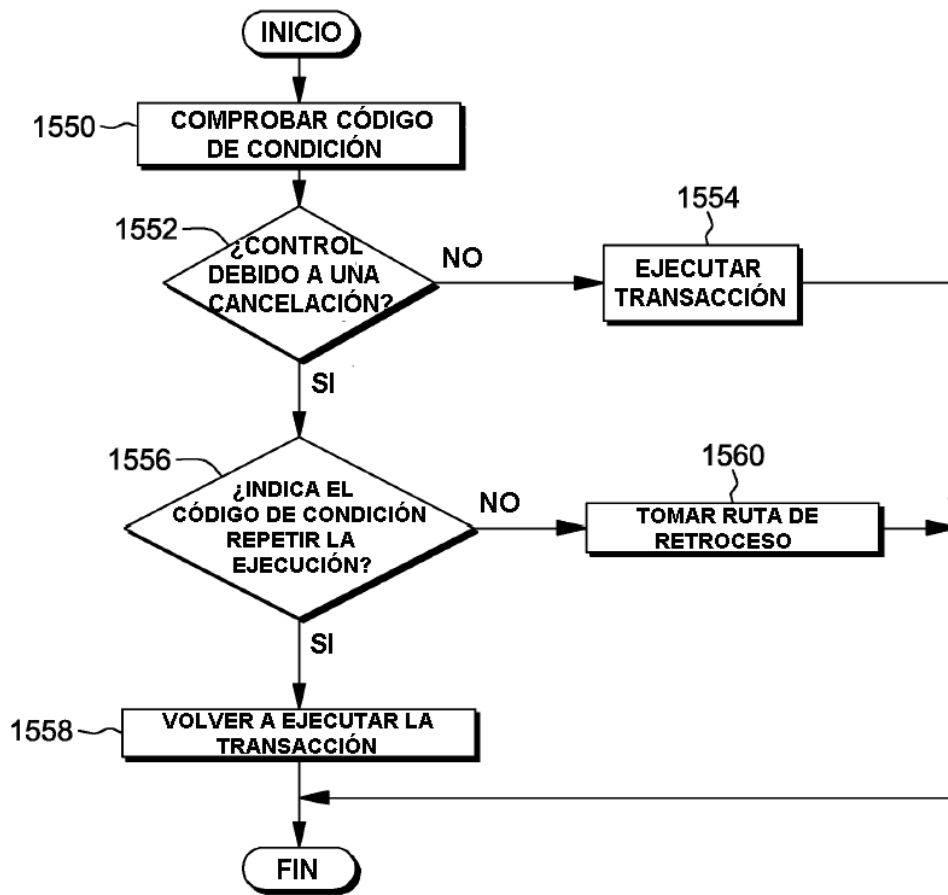 INICIO
1550
COMPROBAR CÓDIGO
DE CONDICIÓN
1552
¿CONTROL
DEBIDO A UNA
CANCELACIÓN?
NO
1554
EJECUTAR
TRANSACCIÓN
SI
1556
¿INDICA EL
CÓDIGO DE CONDICIÓN
REPETIR LA
EJECUCIÓN?
NO
1560
TOMAR RUTA DE
RETROCESO
SI
1558
VOLVER A EJECUTAR LA
TRANSACCIÓN
FIN